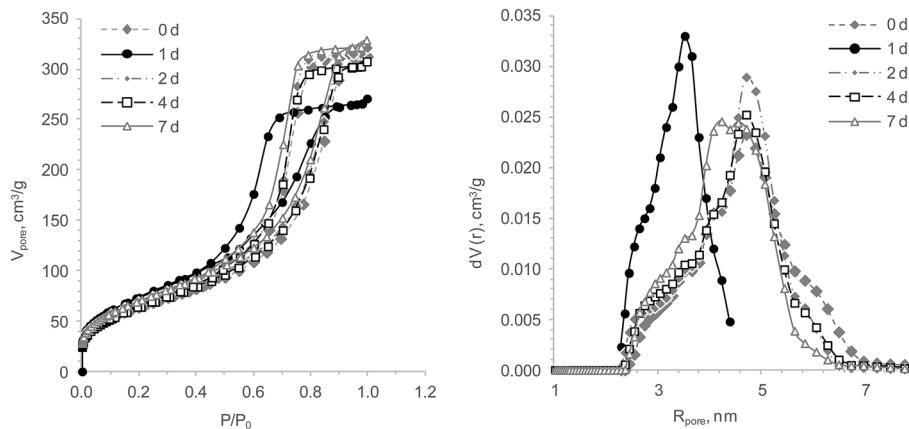 350
300
250
200
150
100
50
0
V_pore, cm³/g
0 d
1 d
2 d
4 d
7 d
0.0 0.2 0.4 0.6 0.8 1.0 1.2
P/P₀
0.035
0.030
0.025
0.020
0.015
0.010
0.005
0.000
dV(r), cm³/g
0 d
1 d
2 d
4 d
7 d
1 3 5 7
R_pore, nm